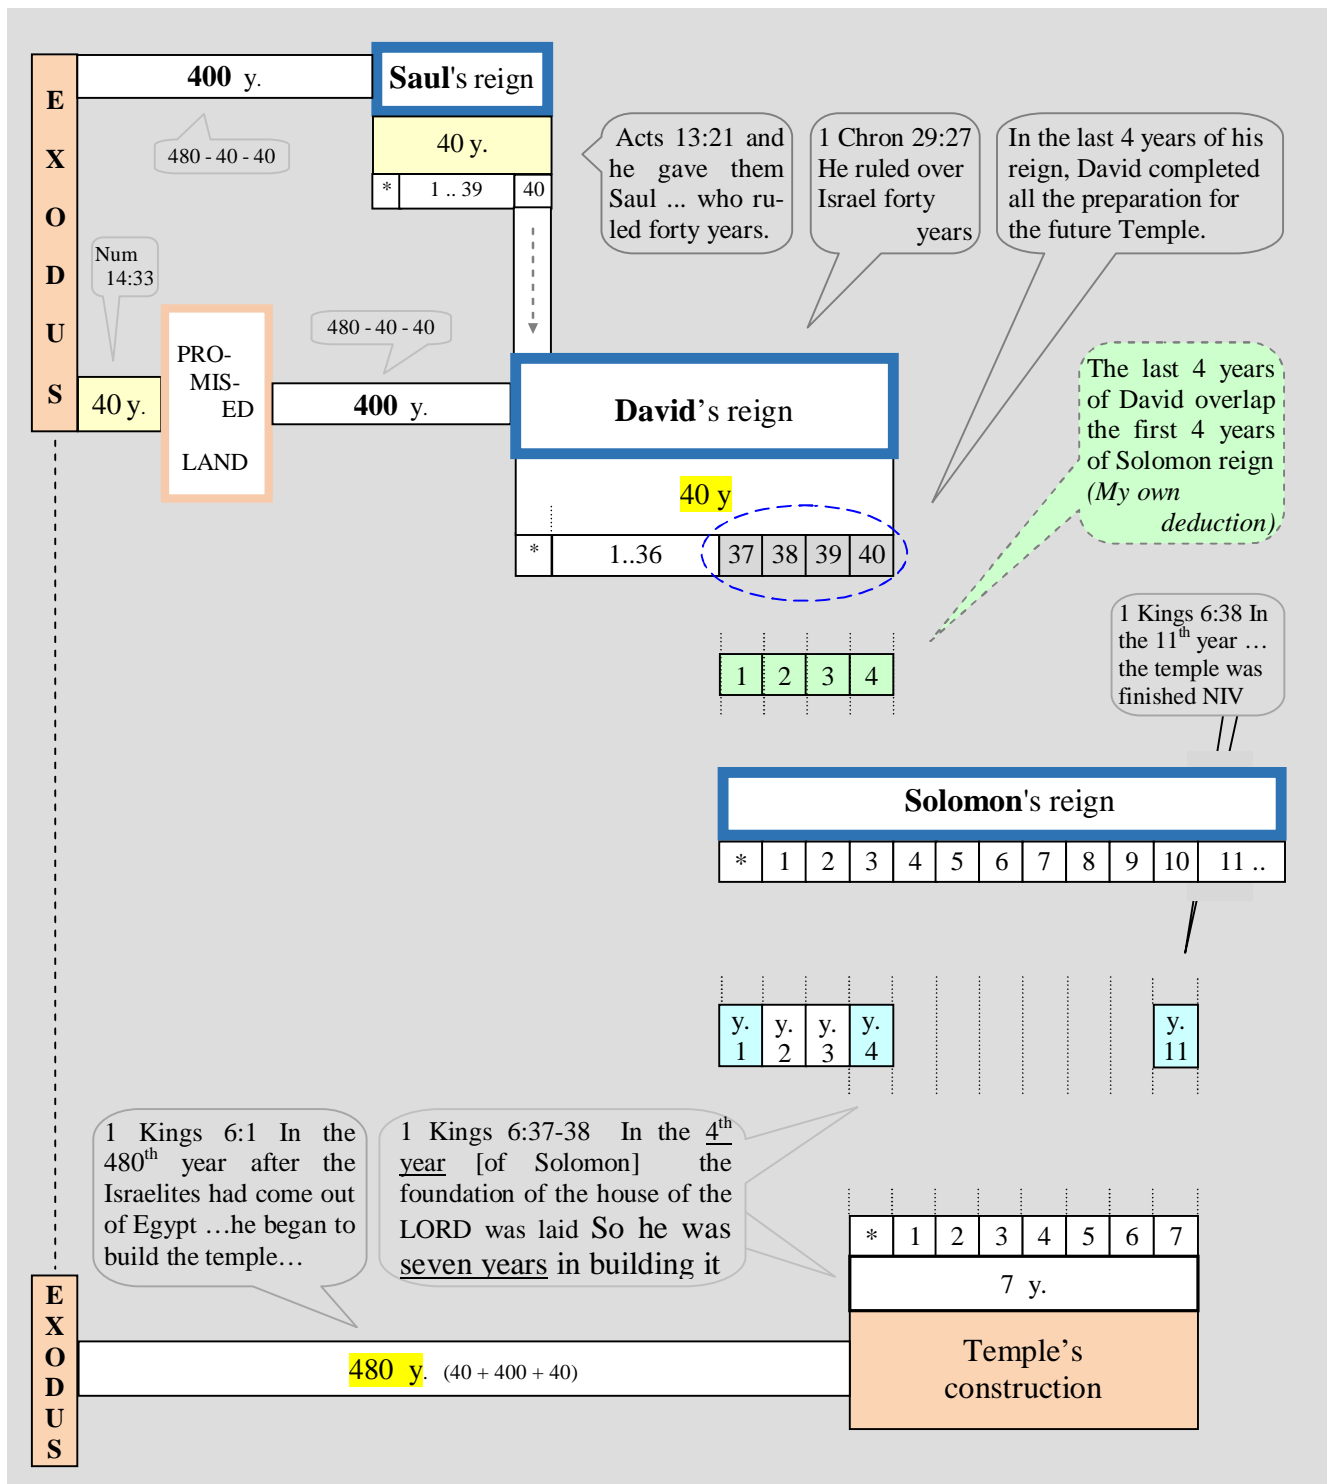 E
X
O
D
U
S
400 y.
Saul's reign
480 - 40 - 40
40 y.
* 1 .. 39 40
Acts 13:21 and
he gave them
Saul ... who ru-
led forty years.
1 Chron 29:27
He ruled over
Israel forty
years
In the last 4 years of his
reign, David completed
all the preparation for
the future Temple.
Num
14:33
40 y.
PRO-
MIS-
ED
LAND
480 - 40 - 40
400 y.
David’s reign
40 y
* 1..36 37 38 39 40
The last 4 years
of David overlap
the first 4 years
of Solomon reign
(My own
deduction)
1 2 3 4
1 Kings 6:38 In
the 11th year …
the temple was
finished NIV
Solomon's reign
* 1 2 3 4 5 6 7 8 9 10 11 ..
y. y. y. y. y.
1 2 3 4 11
1 Kings 6:1 In the
480th year after the
Israelites had come out
of Egypt …he began to
build the temple…
1 Kings 6:37-38 In the 4th
year [of Solomon] the
foundation of the house of the
LORD was laid So he was
seven years in building it
* 1 2 3 4 5 6 7
7 y.
Temple’s
construction
E
X
O
D
U
S
480 y. (40 + 400 + 40)